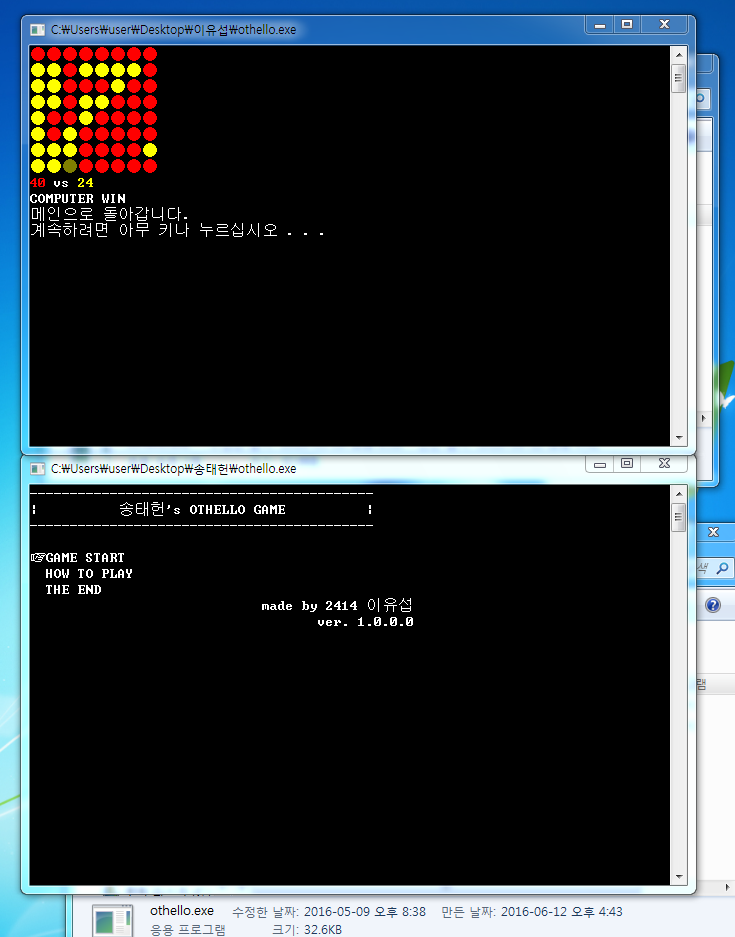 C:₩Users₩user₩Desktop₩이유섭₩othello.exe
40 vs 24
COMPUTER WIN
메인으로 돌아갑니다.
계속하려면 아무 키나 누르십시오 . . .
C:₩Users₩user₩Desktop₩송태헌₩othello.exe
송태헌's OTHELLO GAME
☞GAME START
HOW TO PLAY
THE END
made by 2414 이유섭
ver. 1.0.0.0
색
램
othello.exe 수정한 날짜: 2016-05-09 오후 8:38 만든 날짜: 2016-06-12 오후 4:43
응용 프로그램 크기: 32.6KB